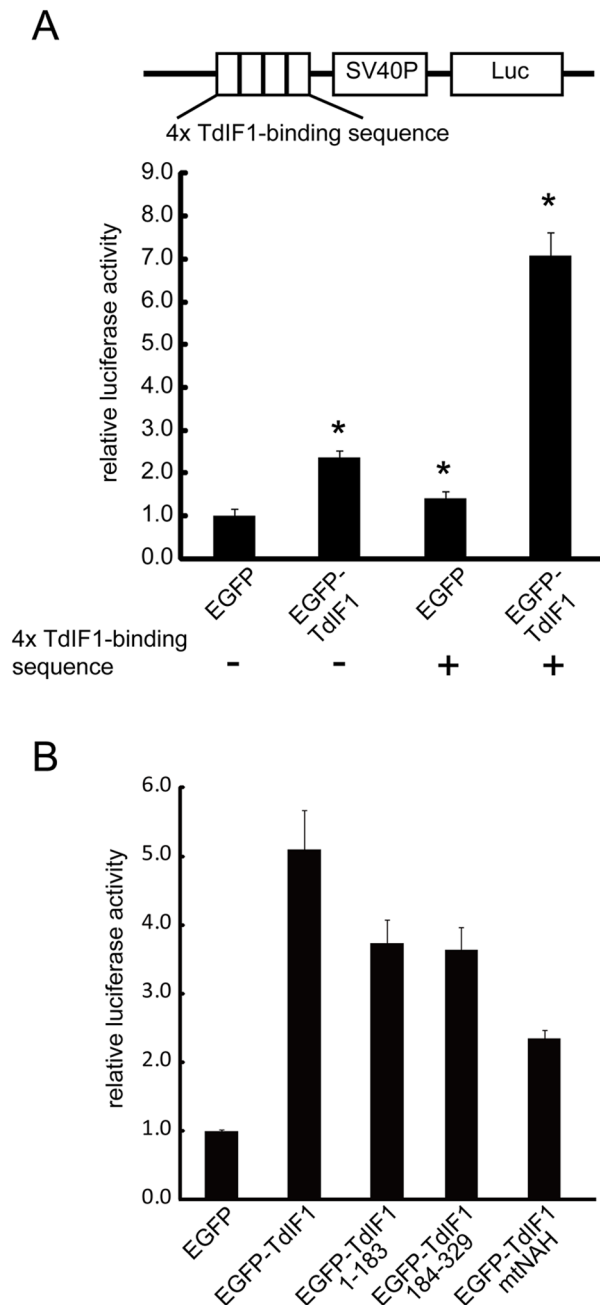 A
SV40P Luc
4x TdIF1-binding sequence
relative luciferase activity
9.0
8.0
7.0
6.0
5.0
4.0
3.0
2.0
1.0
0.0
* * * 
EGFP EGFP-TdIF1 EGFP EGFP-TdIF1
4x TdIF1-binding
sequence - - + +
B
relative luciferase activity
6.0
5.0
4.0
3.0
2.0
1.0
0.0
EGFP
EGFP-TdIF1
EGFP-TdIF1
1-183
EGFP-TdIF1
184-329
EGFP-TdIF1
mtNAH